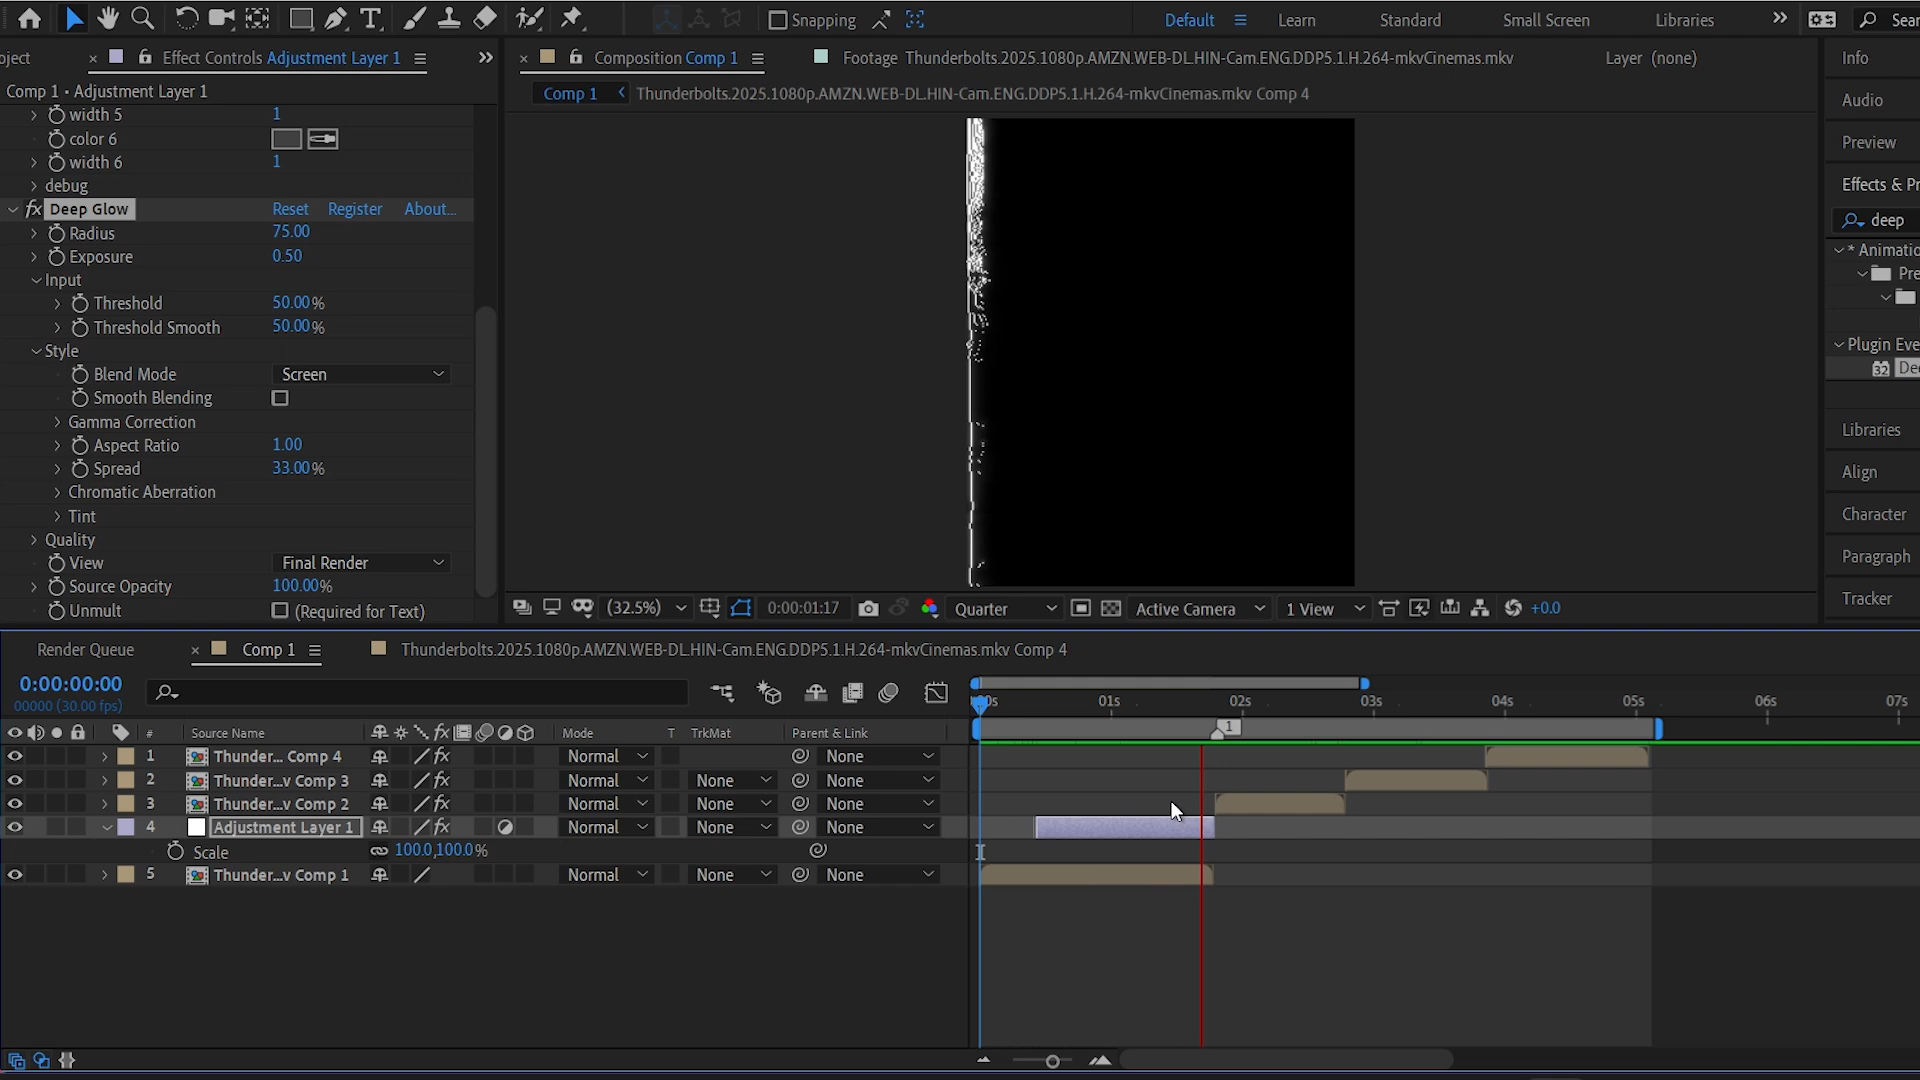 Snapping
Default
Learn
Standard
Small Screen
Libraries
Sear
oject
Effect Controls Adjustment Layer 1
Composition Comp 1
Footage Thunderbolts.2025.1080p.AMZN.WEB-DL.HIN-Cam.ENG.DDP5.1.H.264-mkvCinemas.mkv
Layer (none)
Info
Comp 1 • Adjustment Layer 1
Comp 1
Thunderbolts.2025.1080p.AMZN.WEB-DL.HIN-Cam.ENG.DDP5.1.H.264-mkvCinemas.mkv Comp 4
Audio
width 5 1
color 6
width 6 1
debug
Preview
Effects & Pr
deep
fx Deep Glow Reset Register About...
Radius 75.00
Exposure 0.50
Input
Threshold 50.00%
Threshold Smooth 50.00%
Style
Blend Mode Screen
Smooth Blending
Gamma Correction
Aspect Ratio 1.00
Spread 33.00%
Chromatic Aberration
Tint
Quality
View Final Render
Source Opacity 100.00%
Unmult (Required for Text)
* Animatio
Pre
Plugin Eve
32 Dee
Libraries
Align
Character
Paragraph
Tracker
(32.5%) 0:00:01:17 Quarter Active Camera 1 View +0.0
Render Queue
Comp 1
Thunderbolts.2025.1080p.AMZN.WEB-DL.HIN-Cam.ENG.DDP5.1.H.264-mkvCinemas.mkv Comp 4
0:00:00:00
00000 (30.00 fps)
00s 01s 02s 03s 04s 05s 06s 07s
1
# Source Name fx Mode T TrkMat Parent & Link
1 Thunder... Comp 4 fx Normal None
2 Thunder...v Comp 3 fx Normal None None
3 Thunder...v Comp 2 fx Normal None None
4 Adjustment Layer 1 fx Normal None None
Scale 100.0,100.0%
5 Thunder...v Comp 1 Normal None None